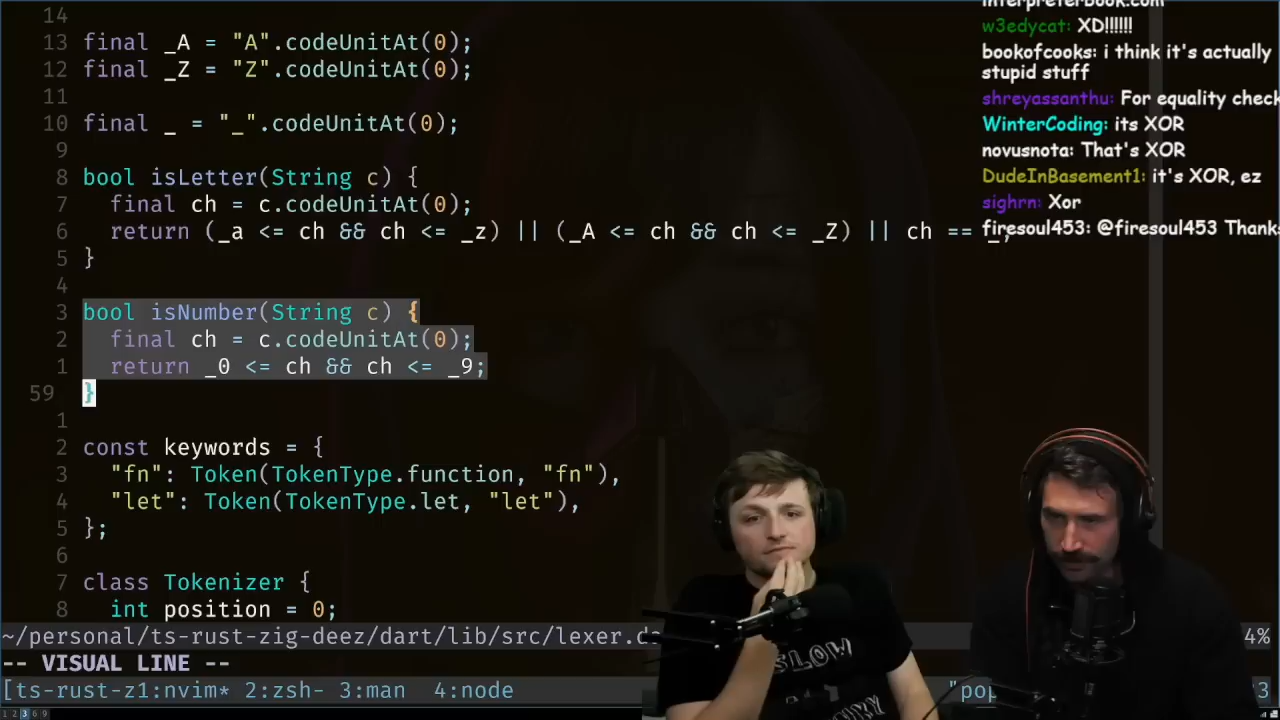 14
13 final _A = "A".codeUnitAt(0);
12 final _Z = "Z".codeUnitAt(0);
11
10 final _ = "_".codeUnitAt(0);
9
8 bool isLetter(String c) {
7 final ch = c.codeUnitAt(0);
6 return (_a <= ch && ch <= _z) || (_A <= ch && ch <= _Z) || ch == _;
5 }
4
3 bool isNumber(String c) {
2 final ch = c.codeUnitAt(0);
1 return _0 <= ch && ch <= _9;
59 }
1
2 const keywords = {
3 "fn": Token(TokenType.function, "fn"),
4 "let": Token(TokenType.let, "let"),
5 };
6
7 class Tokenizer {
8 int position = 0;
~/personal/ts-rust-zig-deez/dart/lib/src/lexer.da 4%
-- VISUAL LINE --
[ts-rust-z1:nvim* 2:zsh- 3:man 4:node "pop 3
interpreterbook.com
w3edycat: XD!!!!!!
bookofcooks: i think it's actually
stupid stuff
shreyassanthu: For equality check
WinterCoding: its XOR
novusnota: That's XOR
DudeInBasement1: it's XOR, ez
sighrn: Xor
firesoul453: @firesoul453 Thanks
SLOW